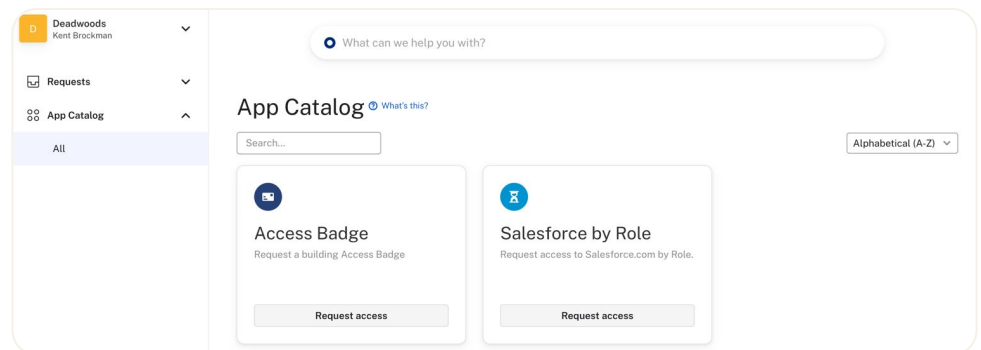 D
Deadwoods
Kent Brockman
What can we help you with?
Requests
App Catalog
All
App Catalog
What's this?
Search...
Alphabetical (A-Z)
Access Badge
Request a building Access Badge
Request access
Salesforce by Role
Request access to Salesforce.com by Role.
Request access